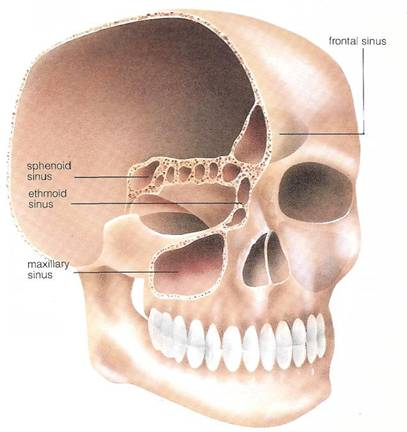 frontal sinus
sphenoid
sinus
ethmoid
sinus
maxillary
sinus